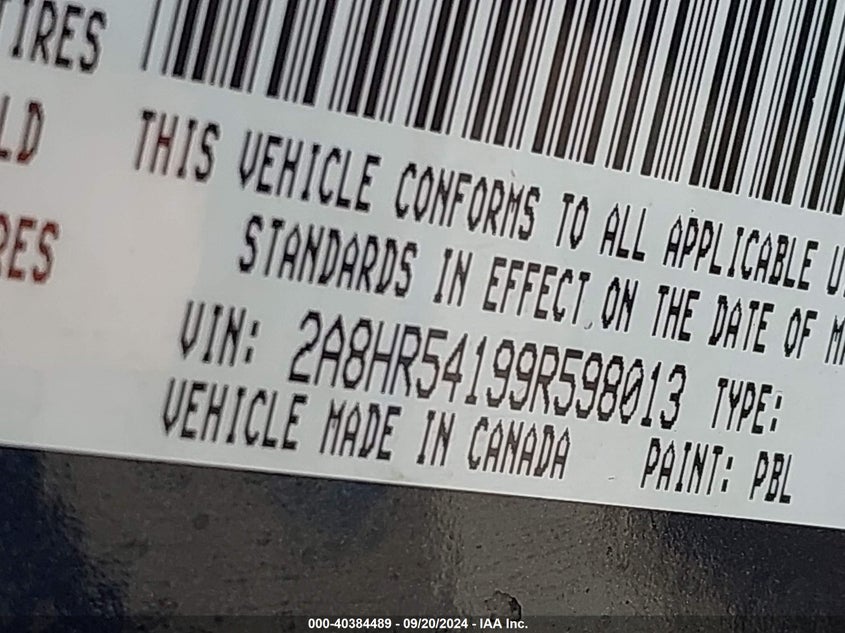 TIRES
LD
RES
THIS VEHICLE CONFORMS TO ALL APPLICABLE
STANDARDS IN EFFECT ON THE DATE OF
VIN: 2A8HR54199R598013 TYPE:
VEHICLE MADE IN CANADA PAINT: PBL
000-40384489 - 09/20/2024 - IAA Inc.